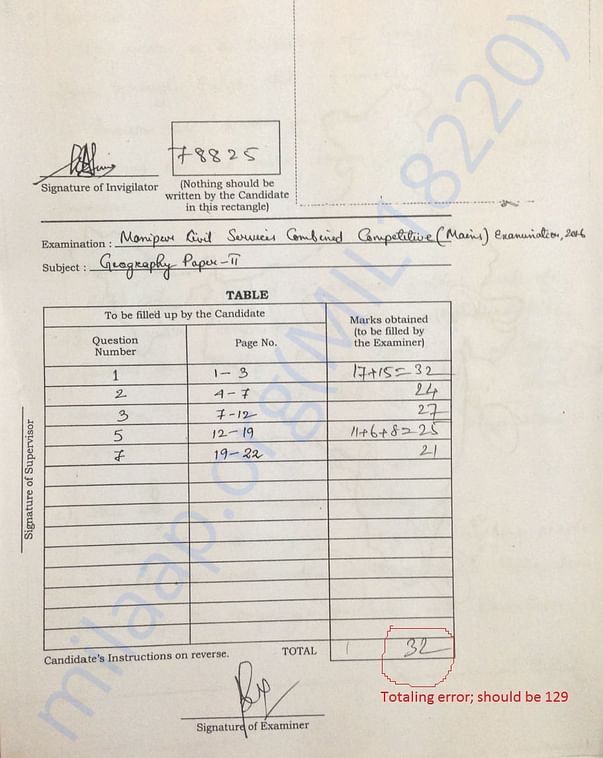 78825
Signature of Invigilator
(Nothing should be
written by the Candidate
in this rectangle)
Examination : Manipur Civil Services Combined Competitive (Mains) Examination, 2016
Subject : Geography Paper-II
TABLE
To be filled up by the Candidate
Marks obtained
(to be filled by
the Examiner)
Question
Number
Page No.
1 1-3 17+15=32
2 4-7 24
3 7-12 27
5 12-19 11+6+8=25
7 19-22 21
Signature of Supervisor
Candidate's Instructions on reverse. TOTAL 1 32
Totaling error; should be 129
Signature of Examiner
milaap.org(MIL18220)